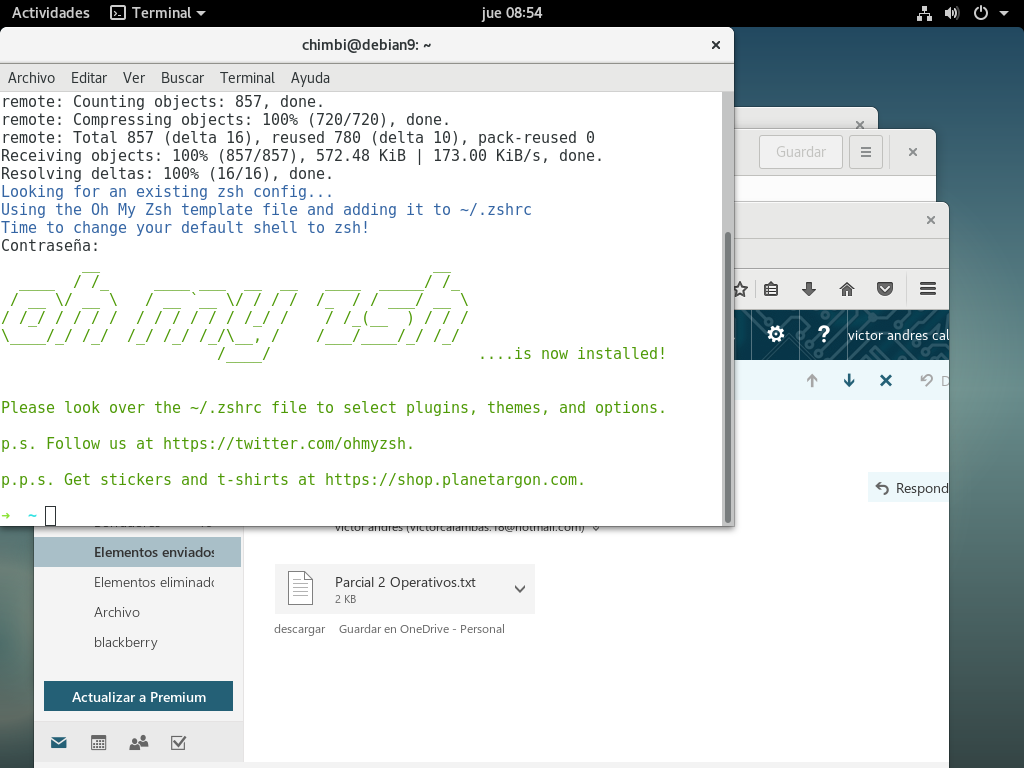 Actividades Terminal jue 08:54
chimbi@debian9: ~
Archivo Editar Ver Buscar Terminal Ayuda
remote: Counting objects: 857, done.
remote: Compressing objects: 100% (720/720), done.
remote: Total 857 (delta 16), reused 780 (delta 10), pack-reused 0
Receiving objects: 100% (857/857), 572.48 KiB | 173.00 KiB/s, done.
Resolving deltas: 100% (16/16), done.
Looking for an existing zsh config...
Using the Oh My Zsh template file and adding it to ~/.zshrc
Time to change your default shell to zsh!
Contraseña:
oh my zsh
....is now installed!
Please look over the ~/.zshrc file to select plugins, themes, and options.
p.s. Follow us at https://twitter.com/ohmyzsh.
p.p.s. Get stickers and t-shirts at https://shop.planetargon.com.
➜ ~
Guardar
? victor andres cal
D
Respond
Elementos enviados
Elementos eliminado
Archivo
blackberry
Actualizar a Premium
Parcial 2 Operativos.txt
2 KB
descargar Guardar en OneDrive - Personal